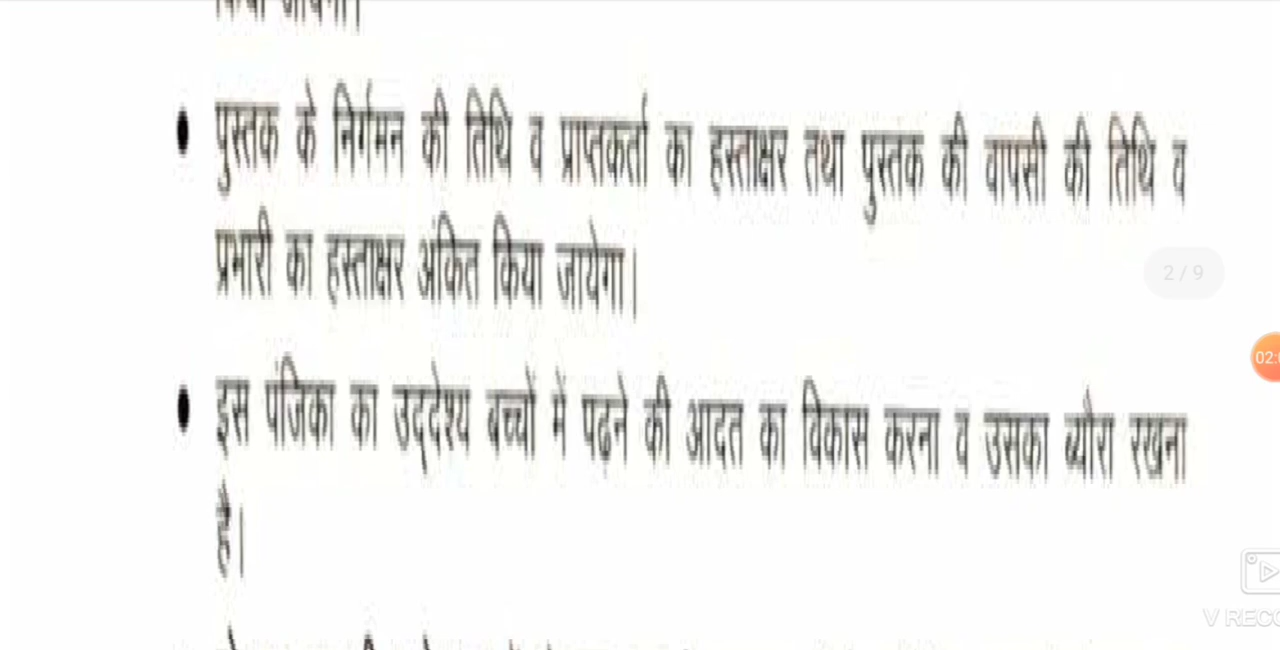 • पुस्तक के निर्गमन की तिथि व प्राप्तकर्ता का हस्ताक्षर तथा पुस्तक की वापसी की तिथि व
प्रभारी का हस्ताक्षर अंकित किया जायेगा।
2 / 9
• इस पंजिका का उद्देश्य बच्चों में पढ़ने की आदत का विकास करना व उसका ब्यौरा रखना
है।